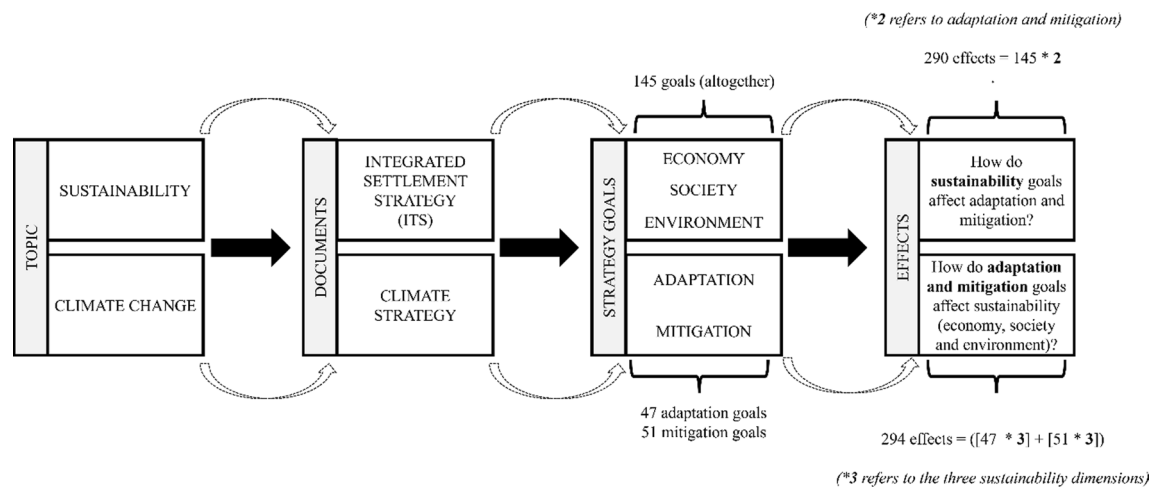 (*2 refers to adaptation and mitigation)
290 effects = 145 * 2
145 goals (altogether)
TOPIC
SUSTAINABILITY
CLIMATE CHANGE
DOCUMENTS
INTEGRATED
SETTLEMENT
STRATEGY
(ITS)
CLIMATE
STRATEGY
STRATEGY GOALS
ECONOMY
SOCIETY
ENVIRONMENT
ADAPTATION
MITIGATION
EFFECTS
How do
sustainability goals
affect adaptation and
mitigation?
How do adaptation
and mitigation goals
affect sustainability
(economy, society
and environment)?
47 adaptation goals
51 mitigation goals
294 effects = ([47 * 3] + [51 * 3])
(*3 refers to the three sustainability dimensions)